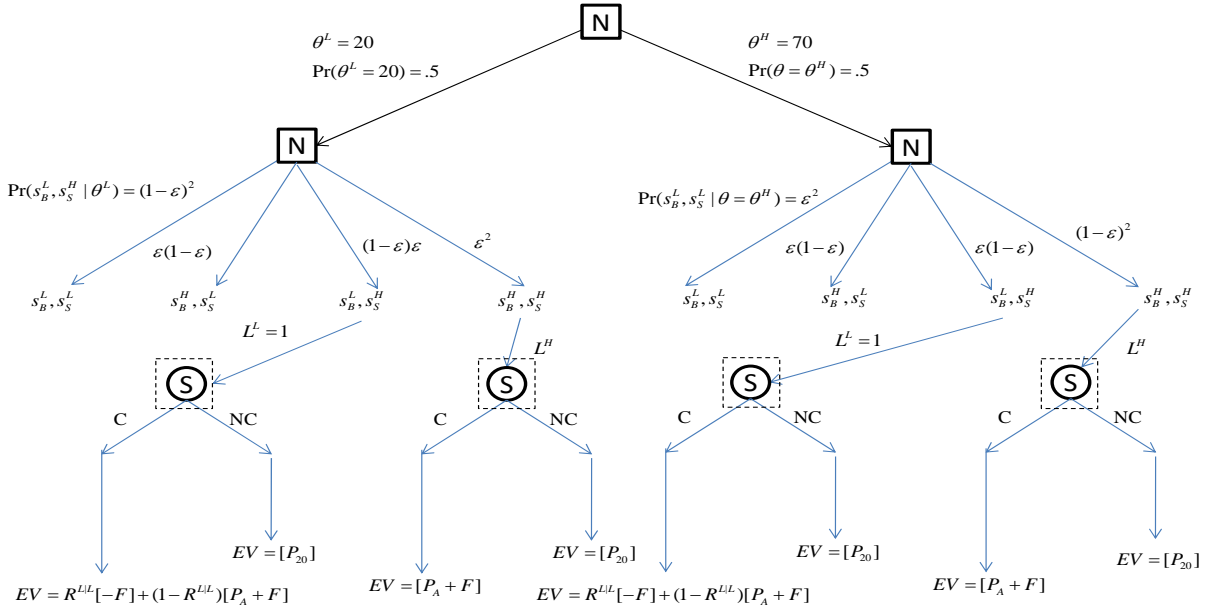 N
θ^L = 20
Pr(θ^L = 20) = .5
θ^H = 70
Pr(θ = θ^H) = .5
N
N
Pr(s_B^L, s_S^H | θ^L) = (1−ε)^2
ε(1−ε)
(1−ε)ε
ε^2
Pr(s_B^L, s_S^L | θ = θ^H) = ε^2
ε(1−ε)
ε(1−ε)
(1−ε)^2
s_B^L, s_S^L
s_B^H, s_S^L
s_B^L, s_S^H
s_B^H, s_S^H
s_B^L, s_S^L
s_B^H, s_S^L
s_B^L, s_S^H
s_B^H, s_S^H
L^L = 1
L^H
L^L = 1
L^H
S
S
S
S
C
NC
C
NC
C
NC
C
NC
EV = [P_20]
EV = [P_20]
EV = [P_20]
EV = [P_20]
EV = R^{L|L}[−F] + (1−R^{L|L})[P_A + F]
EV = [P_A + F]
EV = R^{L|L}[−F] + (1−R^{L|L})[P_A + F]
EV = [P_A + F]